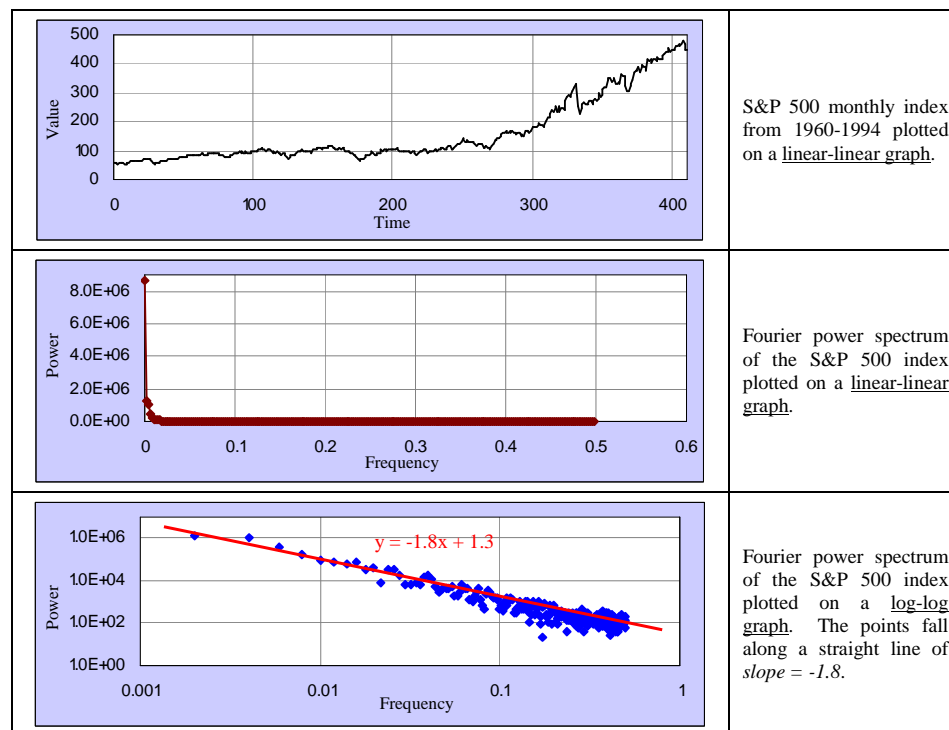 500
400
300
200
100
0
Value
0 100 200 300 400
Time
S&P 500 monthly index
from 1960-1994 plotted
on a linear-linear graph.
8.0E+06
6.0E+06
4.0E+06
2.0E+06
0.0E+00
Power
0 0.1 0.2 0.3 0.4 0.5 0.6
Frequency
Fourier power spectrum
of the S&P 500 index
plotted on a linear-linear
graph.
1.0E+06
1.0E+04
1.0E+02
1.0E+00
Power
y = -1.8x + 1.3
0.001 0.01 0.1 1
Frequency
Fourier power spectrum
of the S&P 500 index
plotted on a log-log
graph. The points fall
along a straight line of
slope = -1.8.